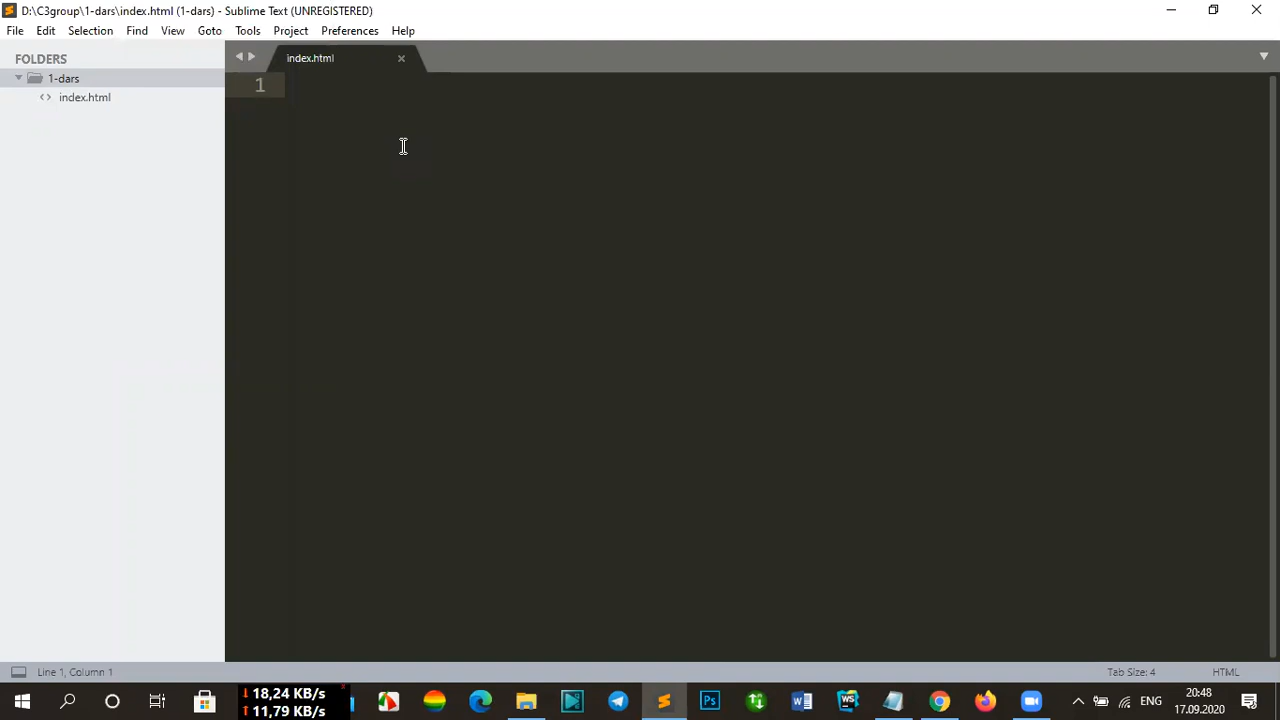 D:\C3group\1-dars\index.html (1-dars) - Sublime Text (UNREGISTERED)
File Edit Selection Find View Goto Tools Project Preferences Help
FOLDERS
1-dars
index.html
index.html
1
Line 1, Column 1
Tab Size: 4
HTML
18,24 KB/s
11,79 KB/s
Ps
W
WS
ENG
20:48
17.09.2020